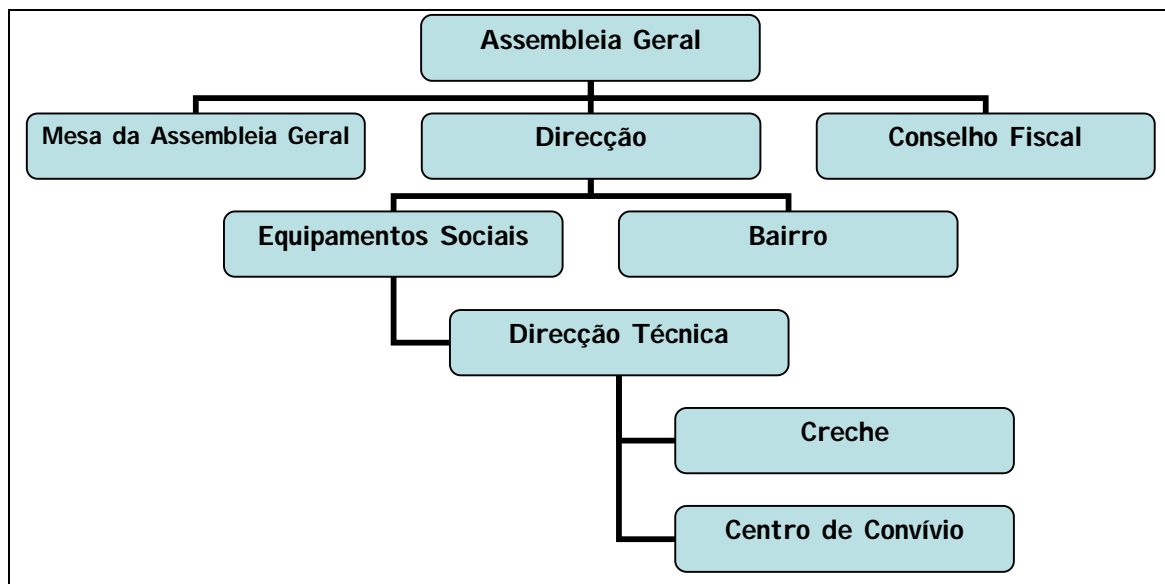 Assembleia Geral
Mesa da Assembleia Geral
Direcção
Conselho Fiscal
Equipamentos Sociais
Bairro
Direcção Técnica
Creche
Centro de Convívio